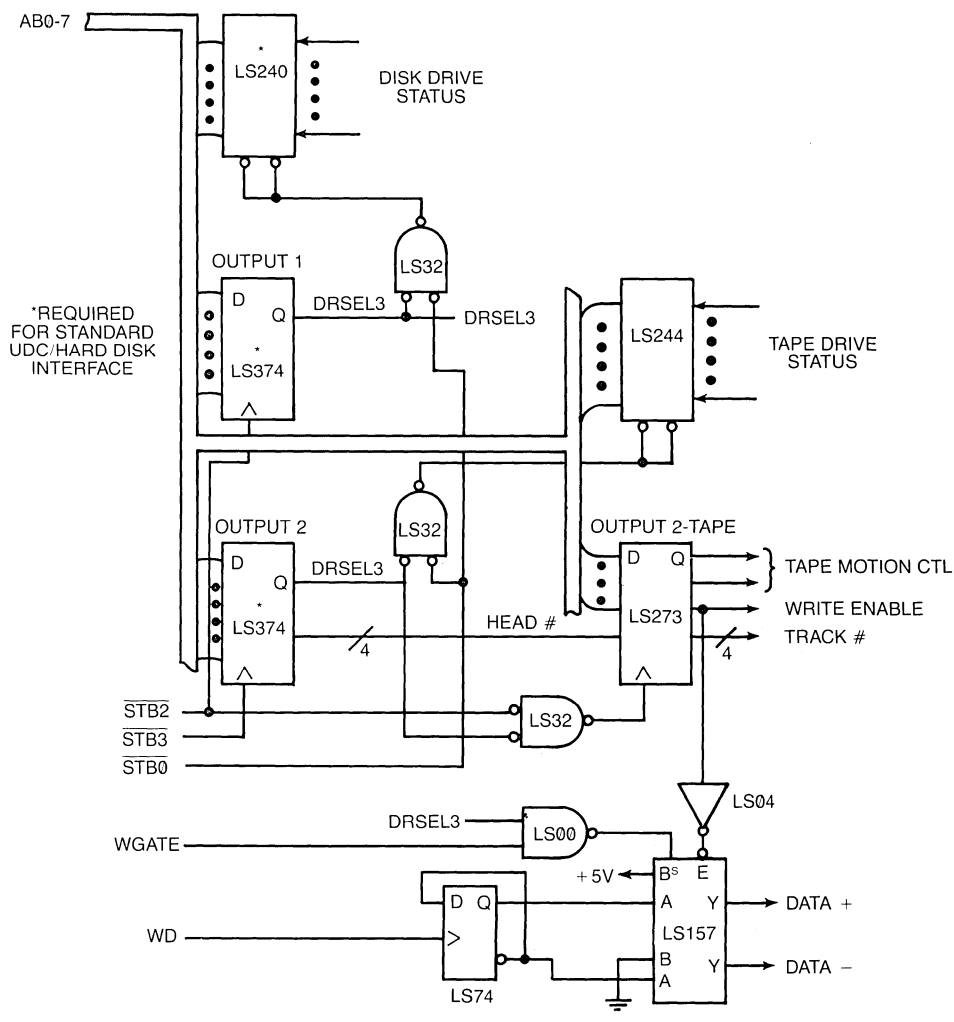 AB0-7
*
LS240
DISK DRIVE
STATUS
LS32
OUTPUT 1
D
Q
*
LS374
DRSEL3
DRSEL3
*REQUIRED
FOR STANDARD
UDC/HARD DISK
INTERFACE
LS244
TAPE DRIVE
STATUS
LS32
OUTPUT 2
D
Q
*
LS374
DRSEL3
HEAD #
4
OUTPUT 2-TAPE
D
Q
LS273
TAPE MOTION CTL
WRITE ENABLE
TRACK #
4
STB2
STB3
STB0
LS32
LS04
DRSEL3
WGATE
LS00
+5V
B S
E
A
Y
DATA +
LS157
B
Y
DATA −
A
WD
D
Q
LS74